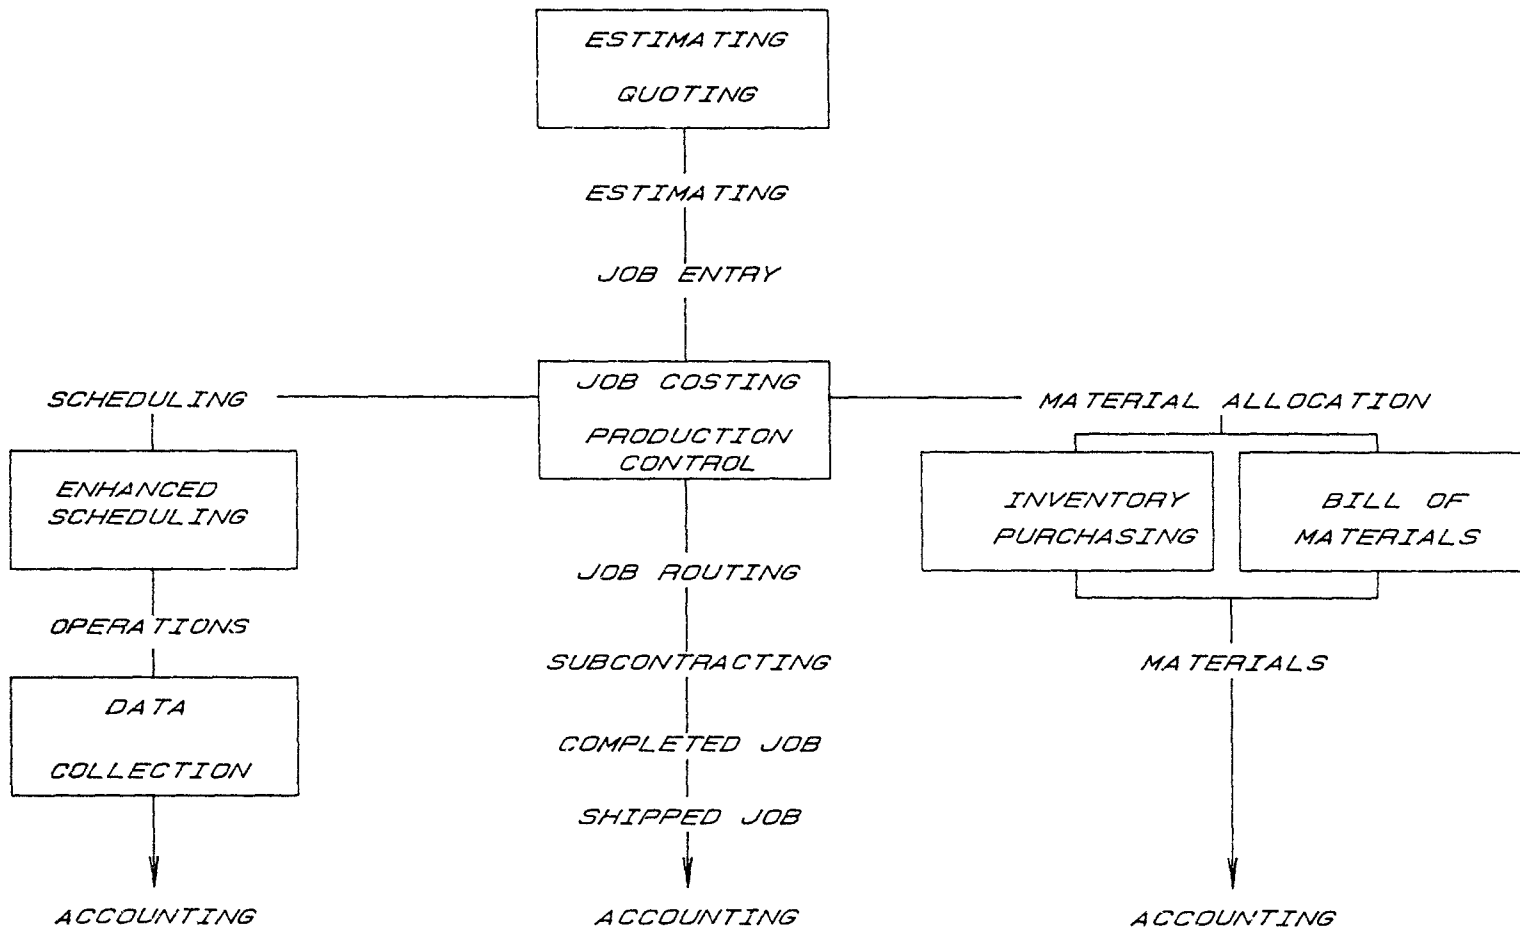 ESTIMATING
QUOTING
ESTIMATING
JOB ENTRY
JOB COSTING
PRODUCTION
CONTROL
SCHEDULING
MATERIAL ALLOCATION
ENHANCED
SCHEDULING
INVENTORY
PURCHASING
BILL OF
MATERIALS
JOB ROUTING
OPERATIONS
SUBCONTRACTING
MATERIALS
DATA
COLLECTION
COMPLETED JOB
SHIPPED JOB
ACCOUNTING
ACCOUNTING
ACCOUNTING